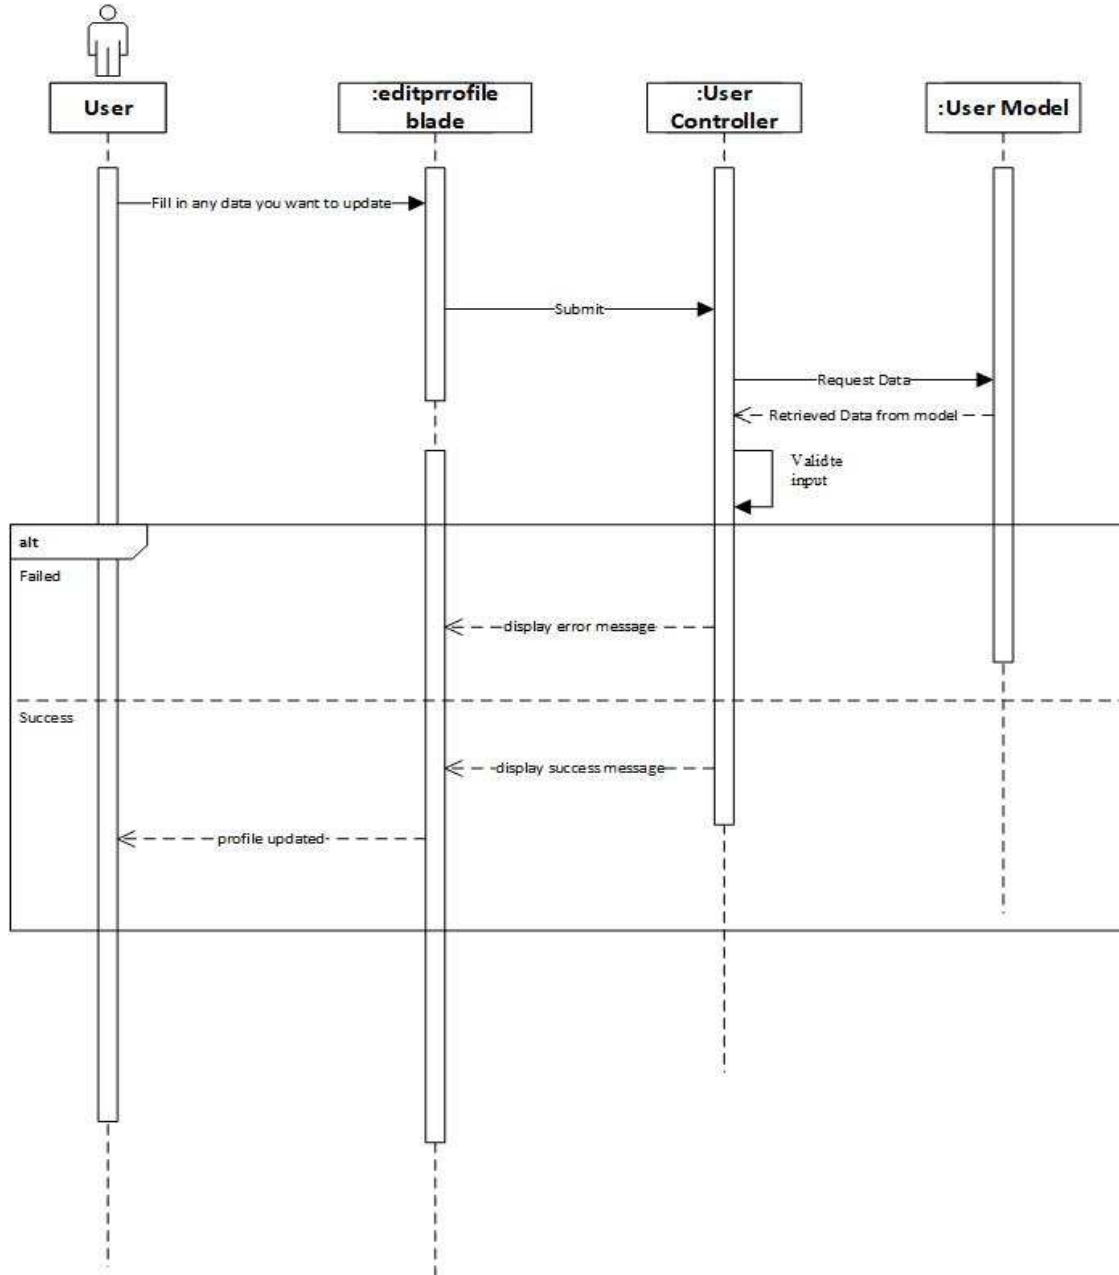 User
:editprrofile
blade
:User
Controller
:User Model
Fill in any data you want to update
Submit
Request Data
Retrieved Data from model
Validte
input
alt
Failed
display error message
Success
display success message
profile updated